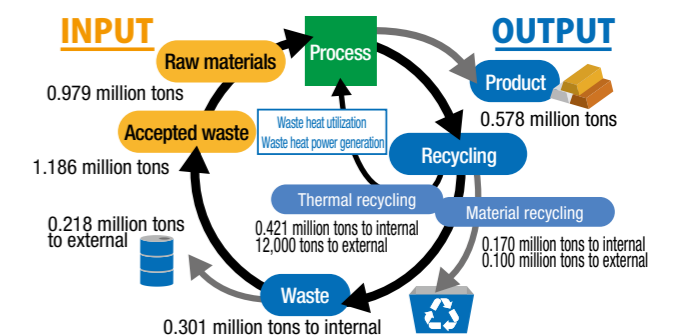 INPUT
OUTPUT
Process
Raw materials
0.979 million tons
Product
0.578 million tons
Accepted waste
1.186 million tons
Waste heat utilization
Waste heat power generation
Recycling
Thermal recycling
0.421 million tons to internal
12,000 tons to external
Material recycling
0.170 million tons to internal
0.100 million tons to external
0.218 million tons
to external
Waste
0.301 million tons to internal